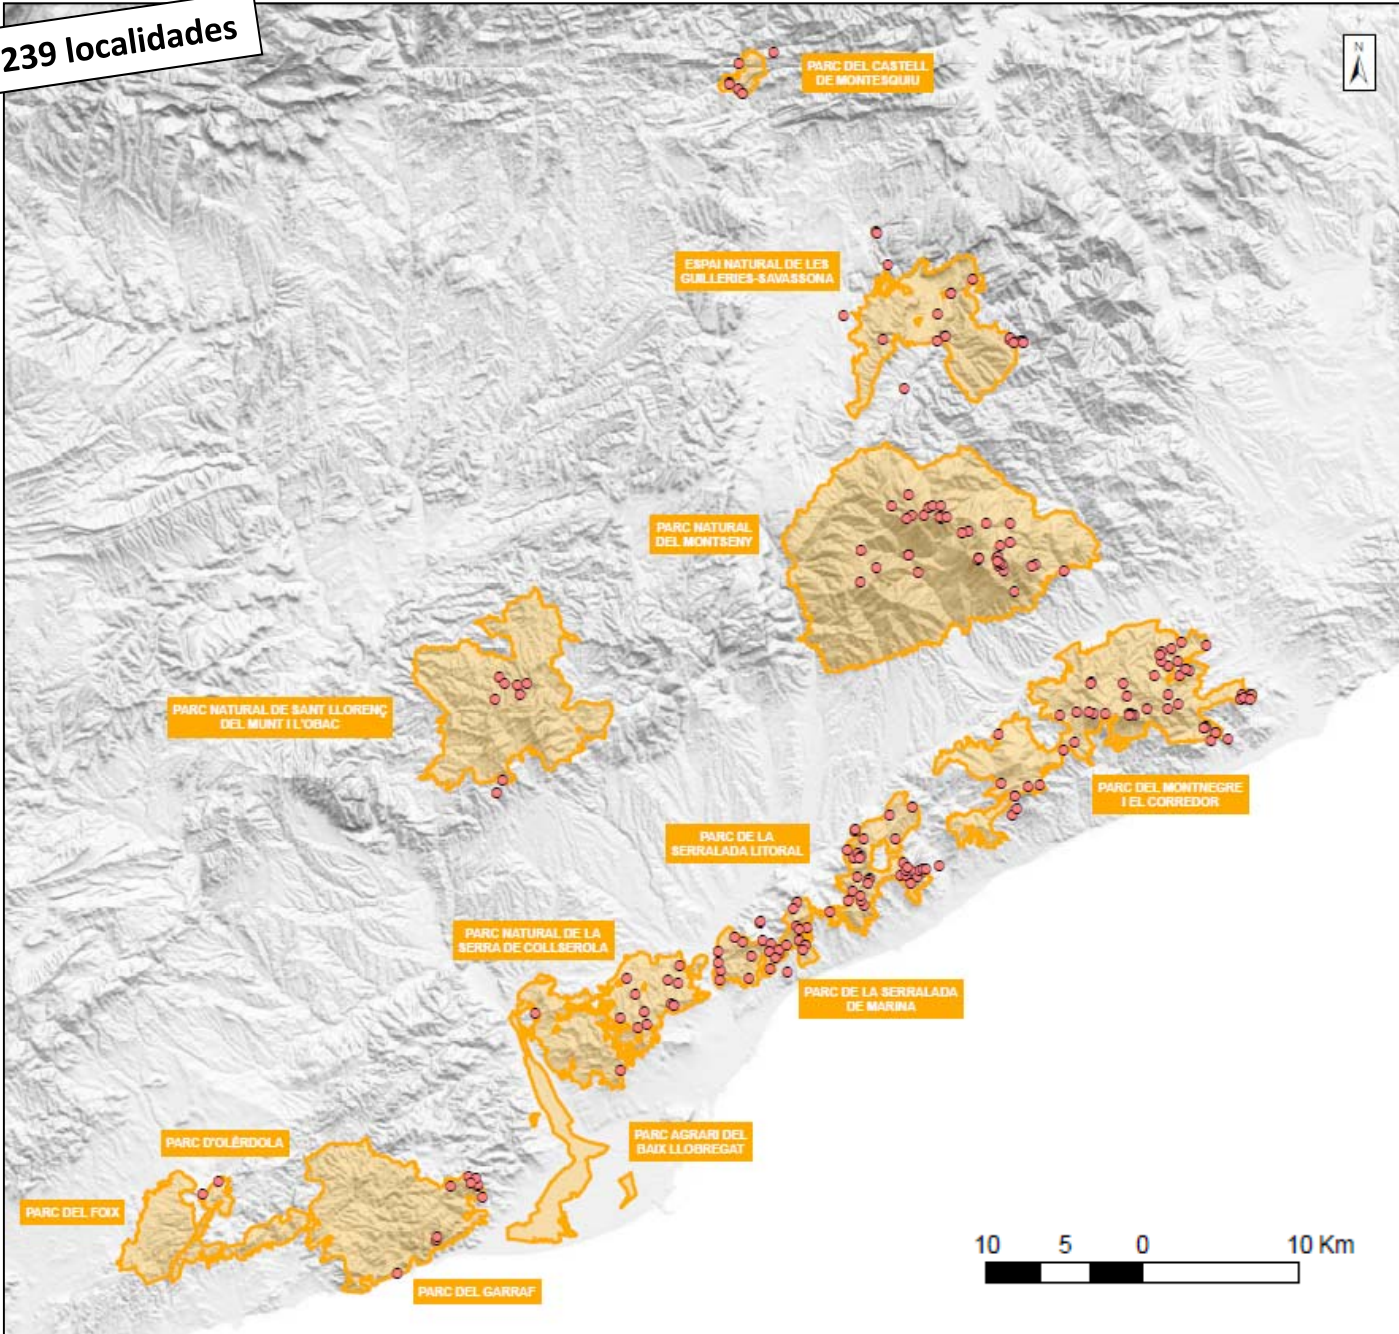 239 localidades
N
PARC DEL CASTELL
DE MONTESQUIU
ESPAI NATURAL DE LES
GUILLERIES-SAVASSONA
PARC NATURAL
DEL MONTSENY
PARC NATURAL DE SANT LLORENÇ
DEL MUNT I L'OBAC
PARC DEL MONTNEGRE
I EL CORREDOR
PARC DE LA
SERRALADA LITORAL
PARC NATURAL DE LA
SERRA DE COLLSEROLA
PARC DE LA SERRALADA
DE MARINA
PARC D'OLÈRDOLA
PARC AGRARI DEL
BAIX LLOBREGAT
PARC DEL FOIX
PARC DEL GARRAF
10 5 0 10 Km